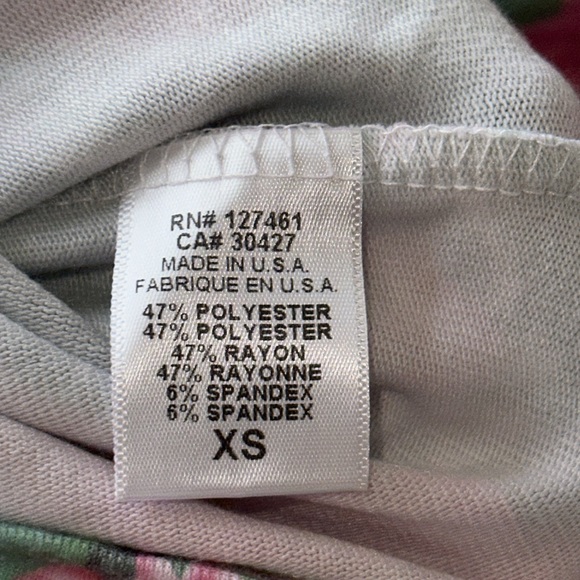 RN# 127461
CA# 30427
MADE IN U.S.A.
FABRIQUE EN U.S.A.
47% POLYESTER
47% POLYESTER
47% RAYON
47% RAYONNE
6% SPANDEX
6% SPANDEX
XS